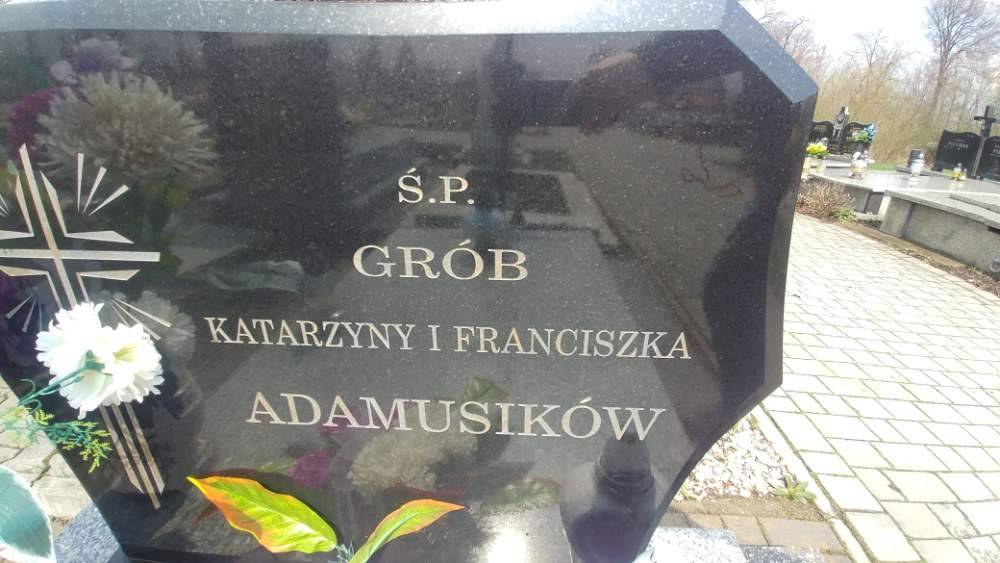 Ś.P.
GRÓB
KATARZYNY I FRANCISZKA
ADAMUSIKÓW